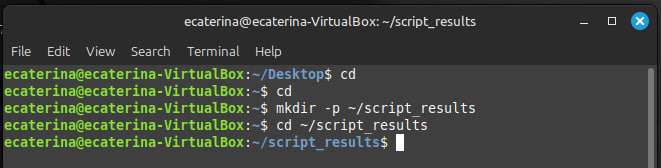 ecaterina@ecaterina-VirtualBox: ~/script_results
File Edit View Search Terminal Help
ecaterina@ecaterina-VirtualBox:~/Desktop$ cd
ecaterina@ecaterina-VirtualBox:~$ cd
ecaterina@ecaterina-VirtualBox:~$ mkdir -p ~/script_results
ecaterina@ecaterina-VirtualBox:~$ cd ~/script_results
ecaterina@ecaterina-VirtualBox:~/script_results$